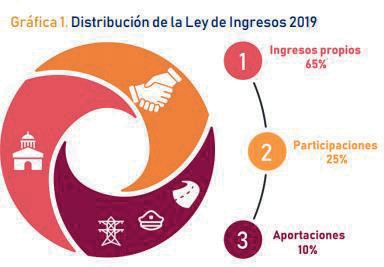 Gráfica 1. Distribución de la Ley de Ingresos 2019
1
Ingresos propios
65%
2
Participaciones
25%
3
Aportaciones
10%